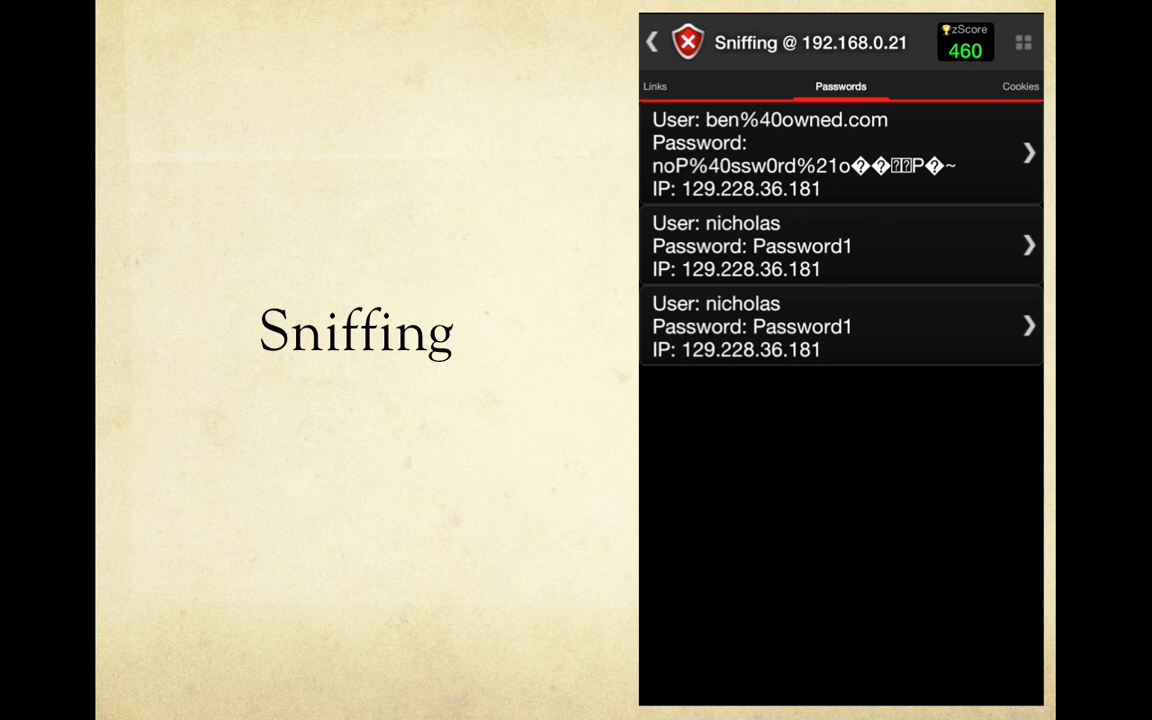 Sniffing
Sniffing @ 192.168.0.21
zScore
460
Links Passwords Cookies
User: ben%40owned.com
Password:
noP%40ssw0rd%21o��⍰⍰P�~
IP: 129.228.36.181
User: nicholas
Password: Password1
IP: 129.228.36.181
User: nicholas
Password: Password1
IP: 129.228.36.181